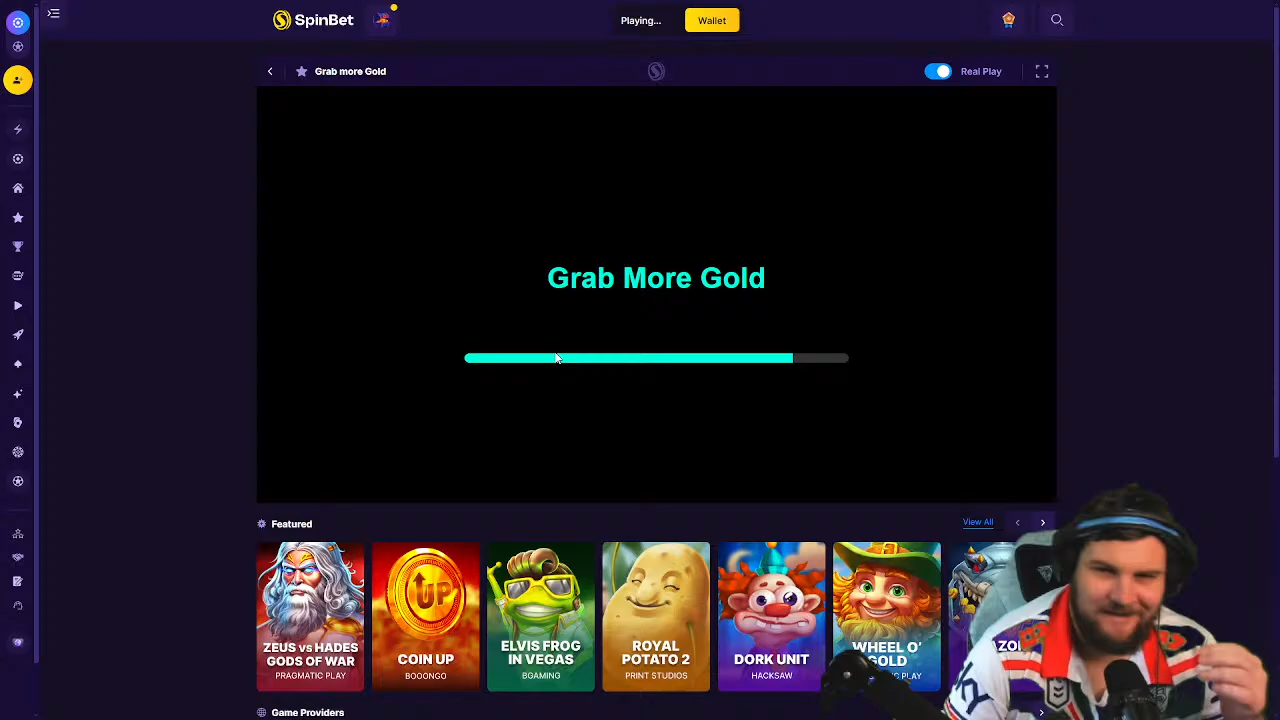 SpinBet
Playing...
Wallet
Grab more Gold
Real Play
Grab More Gold
Featured
View All
ZEUS vs HADES
GODS OF WAR
PRAGMATIC PLAY
UP
COIN UP
BOOONGO
ELVIS FROG
IN VEGAS
BGAMING
ROYAL
POTATO 2
PRINT STUDIOS
DORK UNIT
HACKSAW
WHEEL O'
GOLD
PLAY
Game Providers